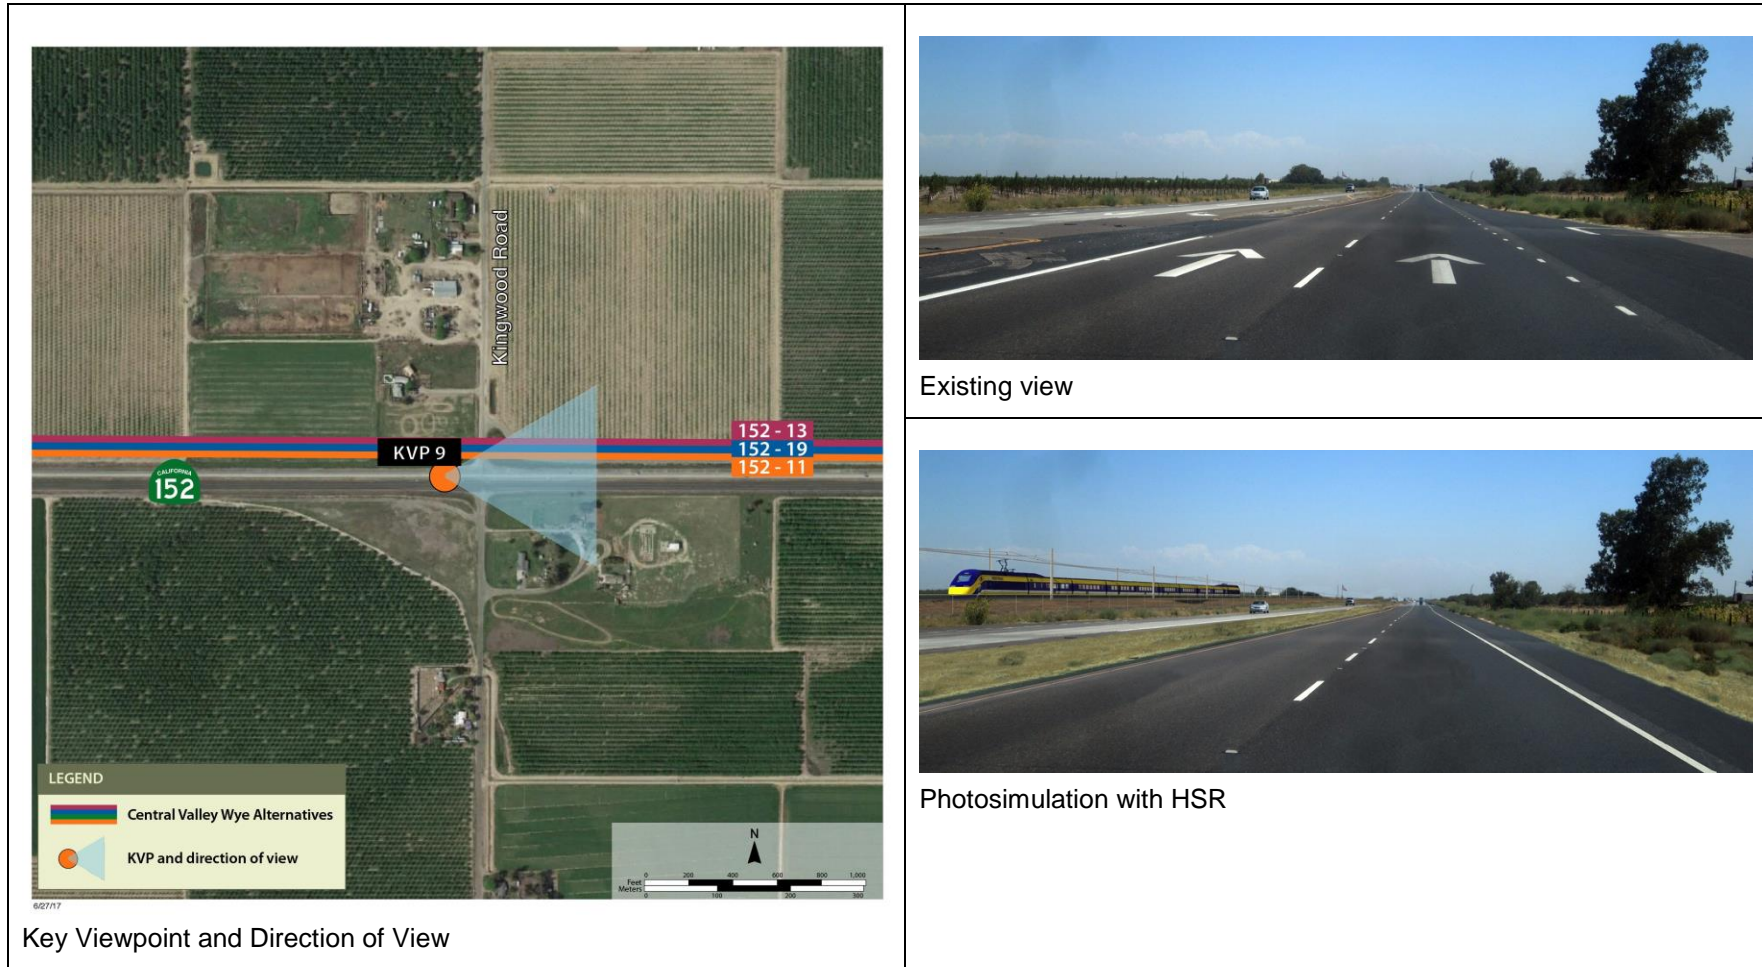 Kingwood Road
152 - 13
152 - 19
152 - 11
KVP 9
CALIFORNIA
152
LEGEND
Central Valley Wye Alternatives
KVP and direction of view
N
Feet
0 200 400 600 800 1,000
Meters
0 100 200 300
6/27/17
Key Viewpoint and Direction of View
Existing view
Photosimulation with HSR